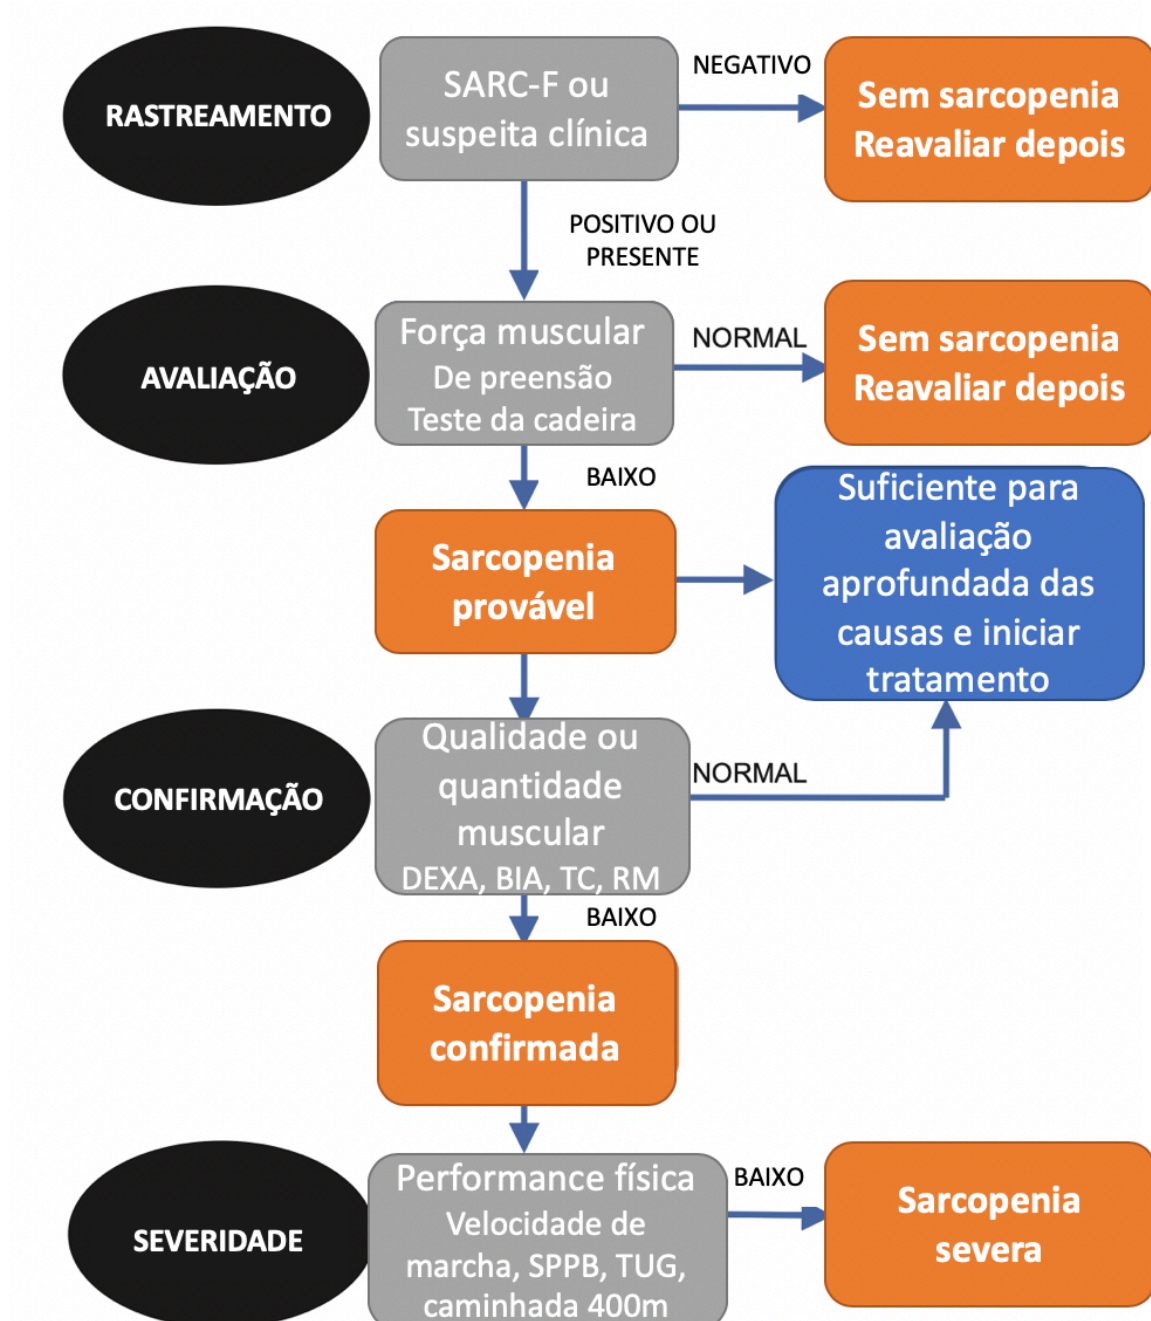 RASTREAMENTO
SARC-F ou
suspeita clínica
NEGATIVO
Sem sarcopenia
Reavaliar depois
POSITIVO OU
PRESENTE
AVALIAÇÃO
Força muscular
De preensão
Teste da cadeira
NORMAL
Sem sarcopenia
Reavaliar depois
BAIXO
Sarcopenia
provável
Suficiente para
avaliação
aprofundada das
causas e iniciar
tratamento
CONFIRMAÇÃO
Qualidade ou
quantidade
muscular
DEXA, BIA, TC, RM
NORMAL
BAIXO
Sarcopenia
confirmada
SEVERIDADE
Performance física
Velocidade de
marcha, SPPB, TUG,
caminhada 400m
BAIXO
Sarcopenia
severa